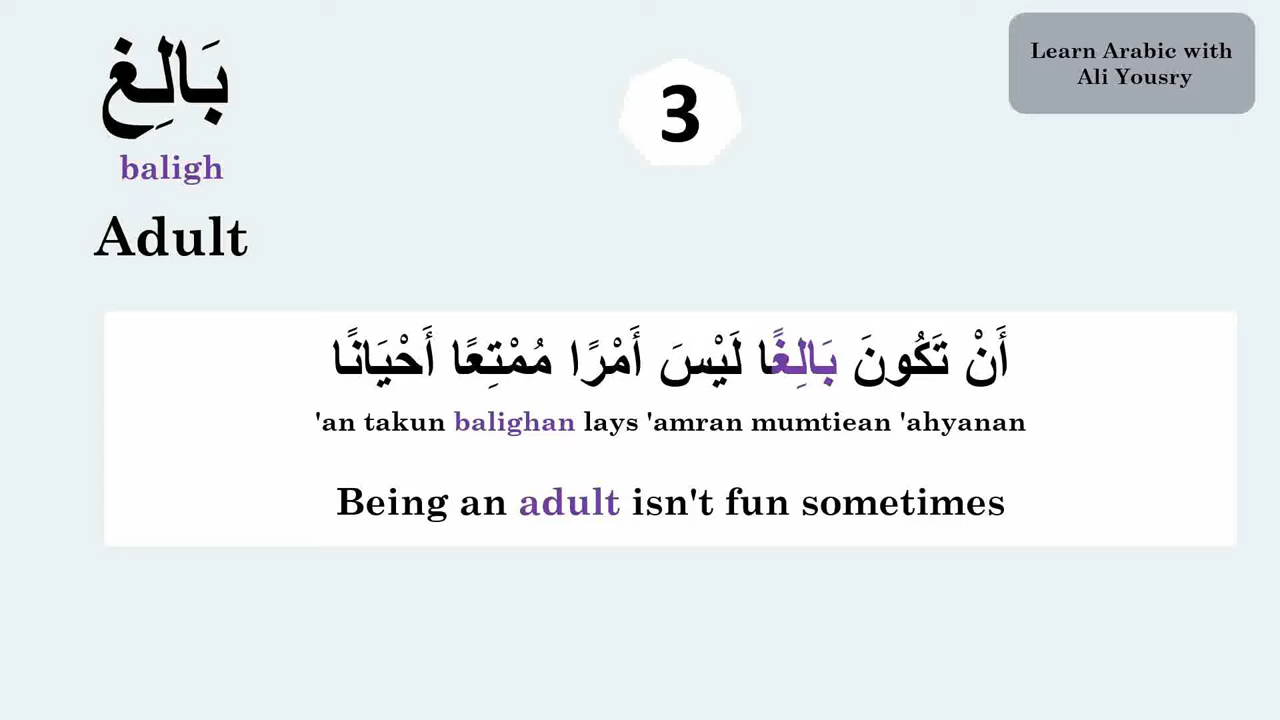 بَالِغ
baligh
Adult
3
Learn Arabic with
Ali Yousry
أَنْ تَكُونَ بَالِغًا لَيْسَ أَمْرًا مُمْتِعًا أَحْيَانًا
'an takun balighan lays 'amran mumtiean 'ahyanan
Being an adult isn't fun sometimes